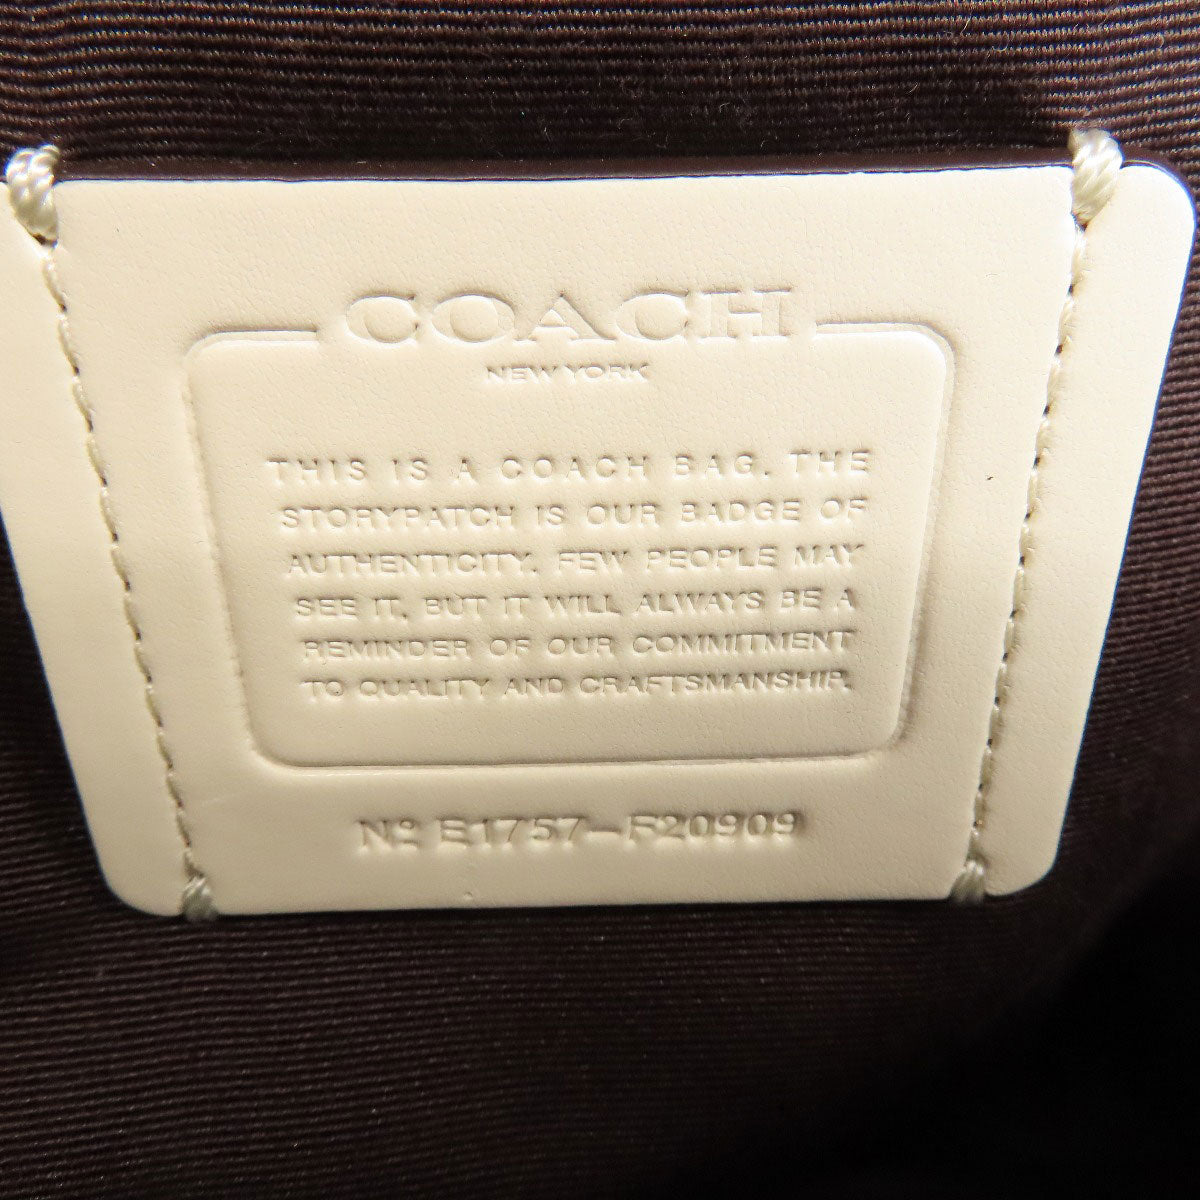 COACH
NEW YORK
THIS IS A COACH BAG. THE
STORYPATCH IS OUR BADGE OF
AUTHENTICITY. FEW PEOPLE MAY
SEE IT, BUT IT WILL ALWAYS BE A
REMINDER OF OUR COMMITMENT
TO QUALITY AND CRAFTSMANSHIP.
Nº E1757-F20909